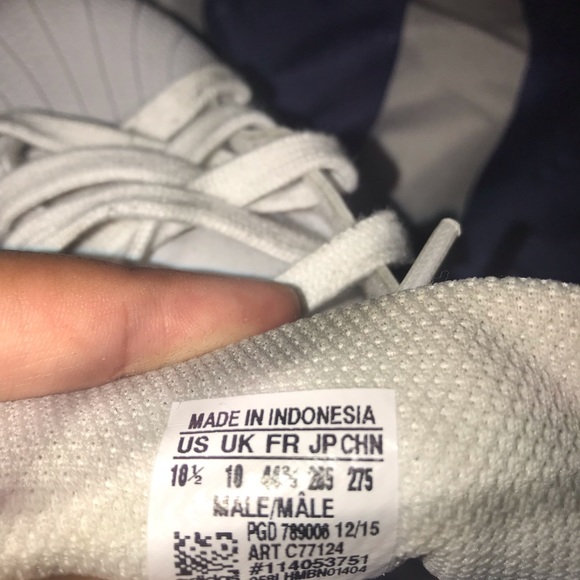 MADE IN INDONESIA
US UK FR JP CHN
10½ 10 44⅔ 285 275
MALE/MÂLE
PGD 789006 12/15
ART C77124
#114053751